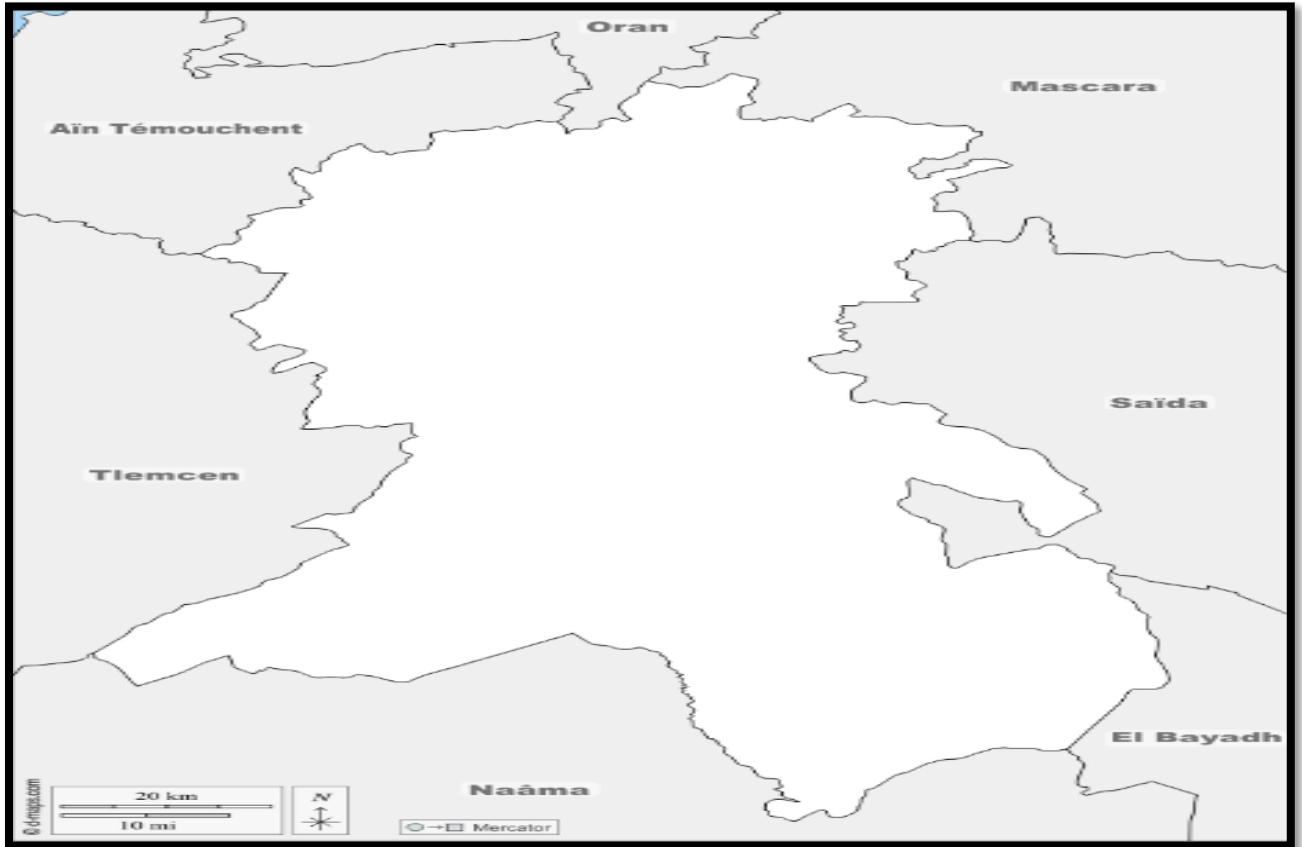 Oran
Mascara
Aïn Témouchent
Saïda
Tlemcen
El Bayadh
Naâma
20 km
10 mi
N
Mercator
© d-maps.com